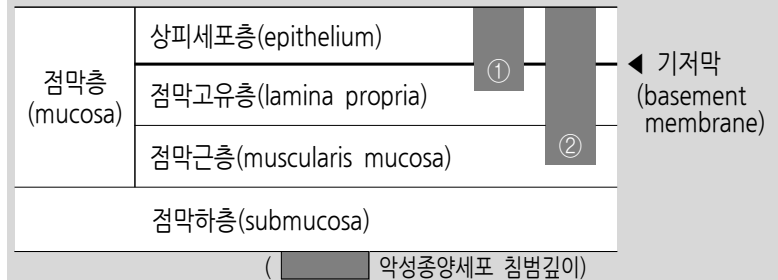 점막층
(mucosa)
상피세포층(epithelium)
①
점막고유층(lamina propria)
②
점막근층(muscularis mucosa)
점막하층(submucosa)
◀ 기저막
(basement
membrane)
( 악성종양세포 침범깊이)